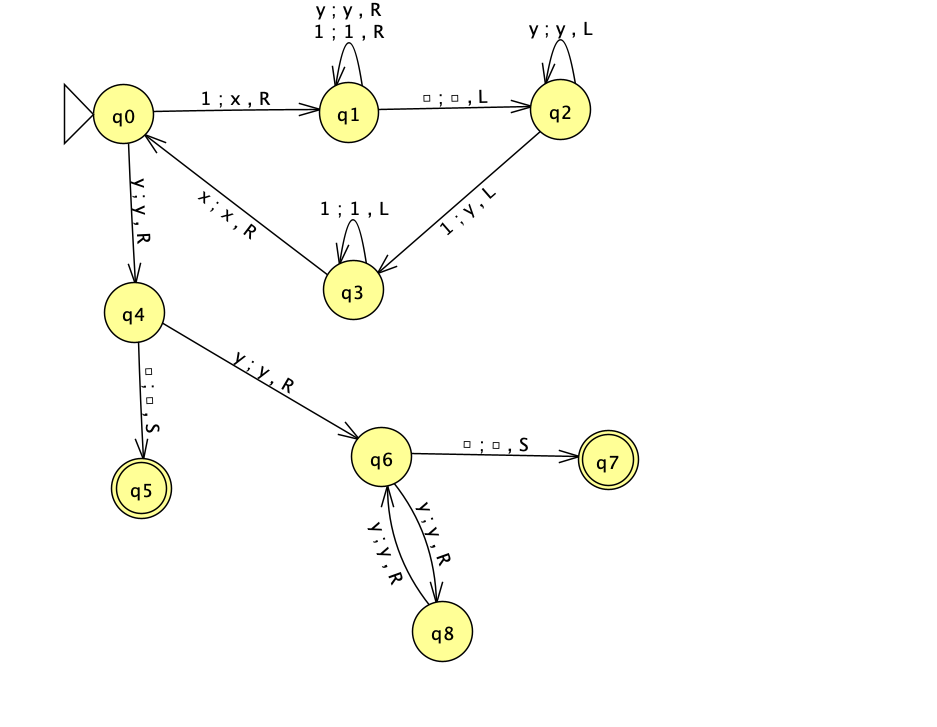 y ; y , R
1 ; 1 , R
y ; y , L
q0
1 ; x , R
q1
□ ; □ , L
q2
y ; y , R
x ; x , R
1 ; 1 , L
1 ; y , L
q3
q4
y ; y , R
□ ; □ , S
q6
□ ; □ , S
q7
q5
y ; y , R
y ; y , R
q8